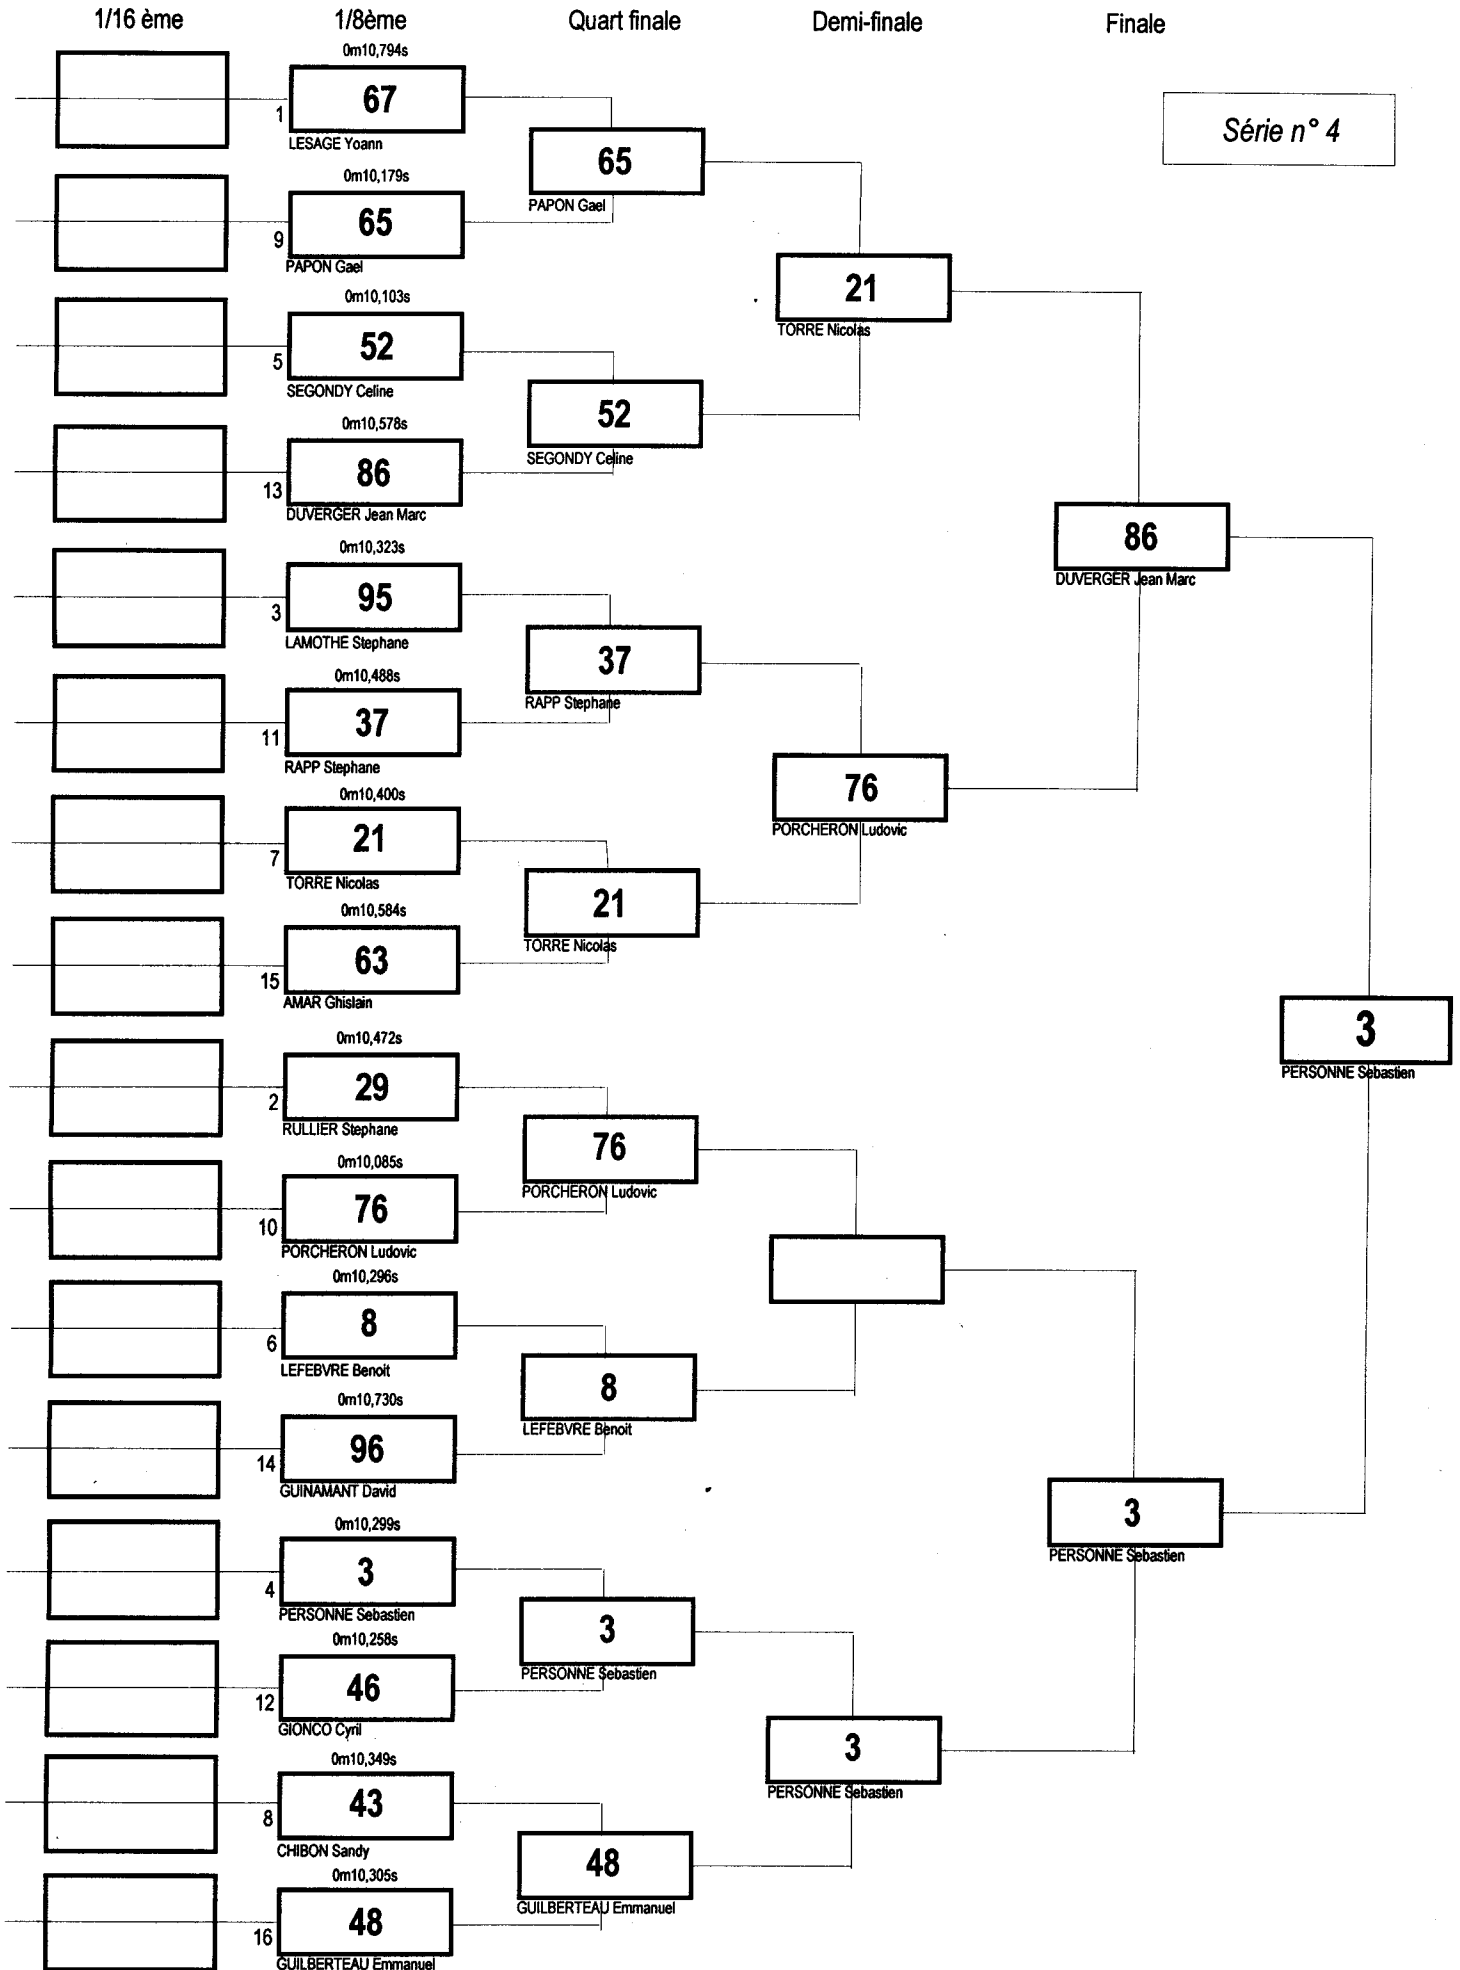 1/16 ème 1/8ème Quart finale Demi-finale Finale
Série n° 4
0m10,794s
1 67
LESAGE Yoann
65
PAPON Gael
0m10,179s
9 65
PAPON Gael
21
TORRE Nicolas
0m10,103s
5 52
SEGONDY Celine
52
SEGONDY Celine
0m10,578s
13 86
DUVERGER Jean Marc
86
DUVERGER Jean Marc
0m10,323s
3 95
LAMOTHE Stephane
37
RAPP Stephane
0m10,488s
11 37
RAPP Stephane
76
PORCHERON Ludovic
0m10,400s
7 21
TORRE Nicolas
21
TORRE Nicolas
0m10,584s
15 63
AMAR Ghislain
3
PERSONNE Sebastien
0m10,472s
2 29
RULLIER Stephane
76
PORCHERON Ludovic
0m10,085s
10 76
PORCHERON Ludovic
0m10,296s
6 8
LEFEBVRE Benoit
8
LEFEBVRE Benoit
0m10,730s
14 96
GUINAMANT David
3
PERSONNE Sebastien
0m10,299s
4 3
PERSONNE Sebastien
3
PERSONNE Sebastien
0m10,258s
12 46
GIONCO Cyril
3
PERSONNE Sebastien
0m10,349s
8 43
CHIBON Sandy
48
GUILBERTEAU Emmanuel
0m10,305s
16 48
GUILBERTEAU Emmanuel